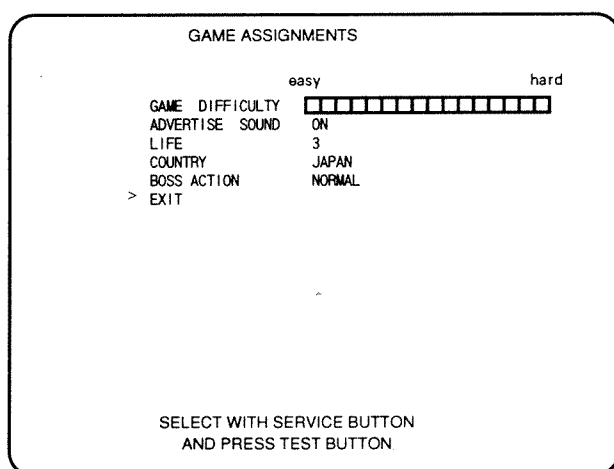 GAME ASSIGNMENTS
easy hard
GAME DIFFICULTY
ADVERTISE SOUND ON
LIFE 3
COUNTRY JAPAN
BOSS ACTION NORMAL
> EXIT
SELECT WITH SERVICE BUTTON
AND PRESS TEST BUTTON